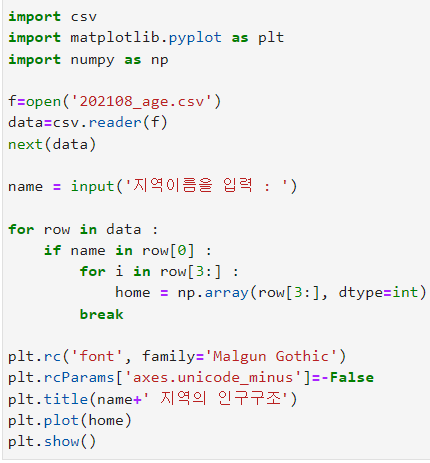 import csv
import matplotlib.pyplot as plt
import numpy as np
f=open('202108_age.csv')
data=csv.reader(f)
next(data)
name = input('지역이름을 입력 : ')
for row in data :
    if name in row[0] :
        for i in row[3:] :
            home = np.array(row[3:], dtype=int)
        break
plt.rc('font', family='Malgun Gothic')
plt.rcParams['axes.unicode_minus']=-False
plt.title(name+' 지역의 인구구조')
plt.plot(home)
plt.show()